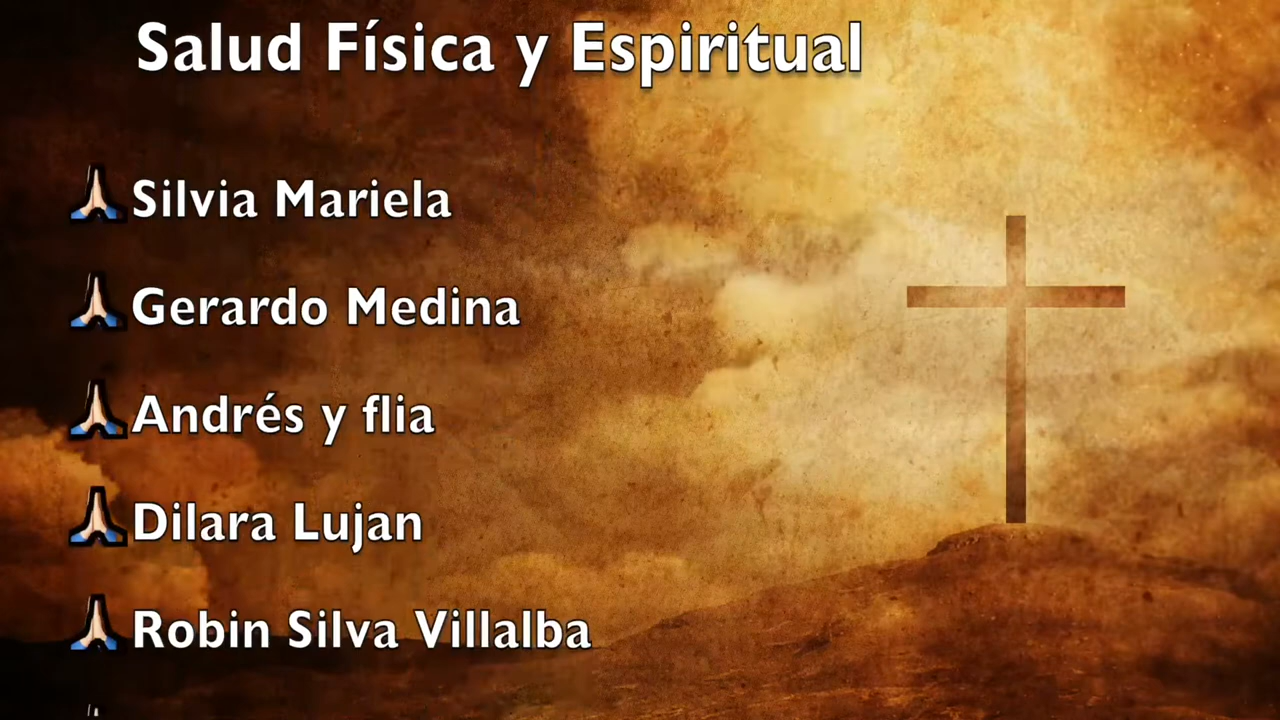 Salud Física y Espiritual
Silvia Mariela
Gerardo Medina
Andrés y flia
Dilara Lujan
Robin Silva Villalba